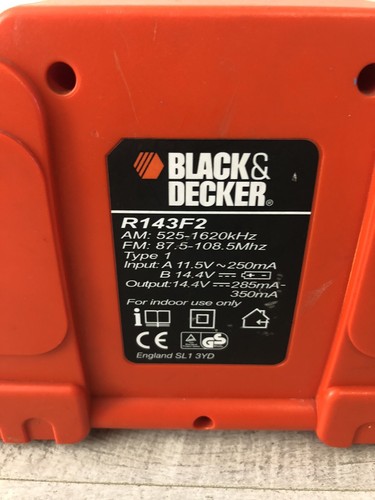 BLACK&
DECKER®
R143F2
AM: 525-1620kHz
FM: 87.5-108.5Mhz
Type 1
Input: A 11.5V~250mA
B 14.4V⎓
Output:14.4V⎓285mA-
350mA
For indoor use only
i
CE GS
England SL1 3YD